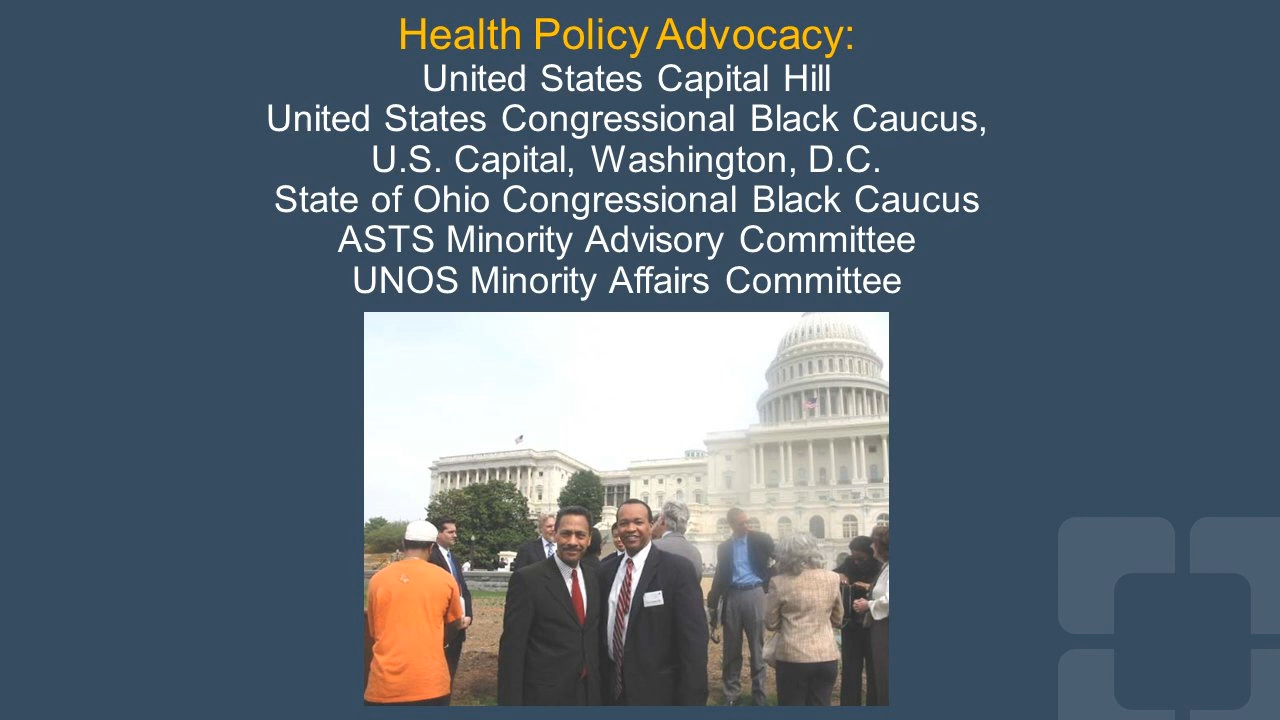 Health Policy Advocacy:
United States Capital Hill
United States Congressional Black Caucus,
U.S. Capital, Washington, D.C.
State of Ohio Congressional Black Caucus
ASTS Minority Advisory Committee
UNOS Minority Affairs Committee